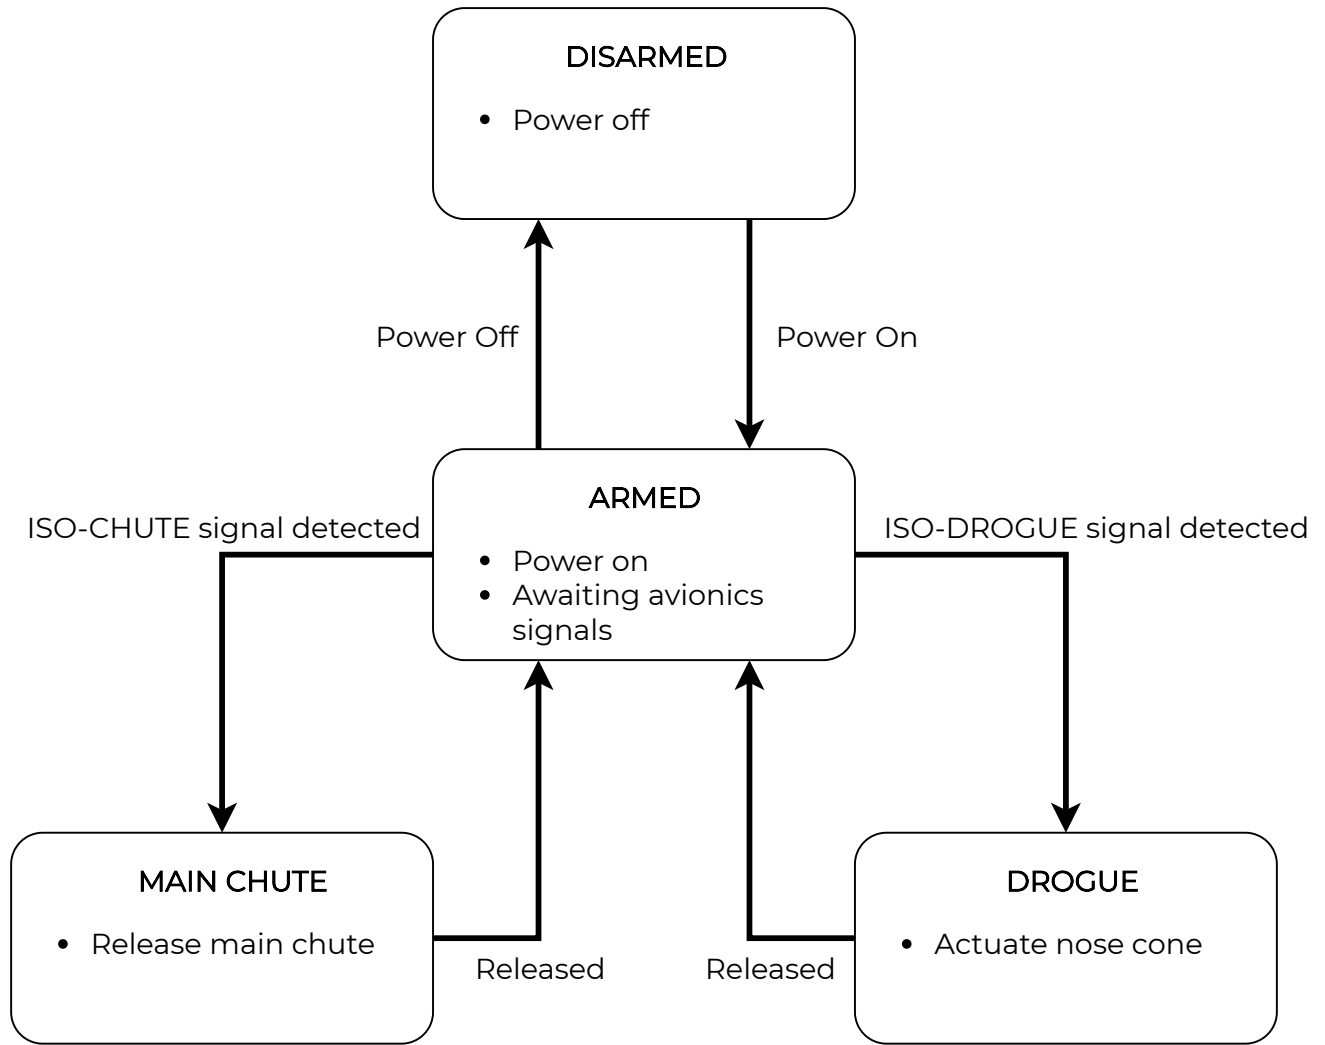 DISARMED
• Power off
Power Off
Power On
ARMED
• Power on
• Awaiting avionics
signals
ISO-CHUTE signal detected
ISO-DROGUE signal detected
MAIN CHUTE
• Release main chute
Released
Released
DROGUE
• Actuate nose cone